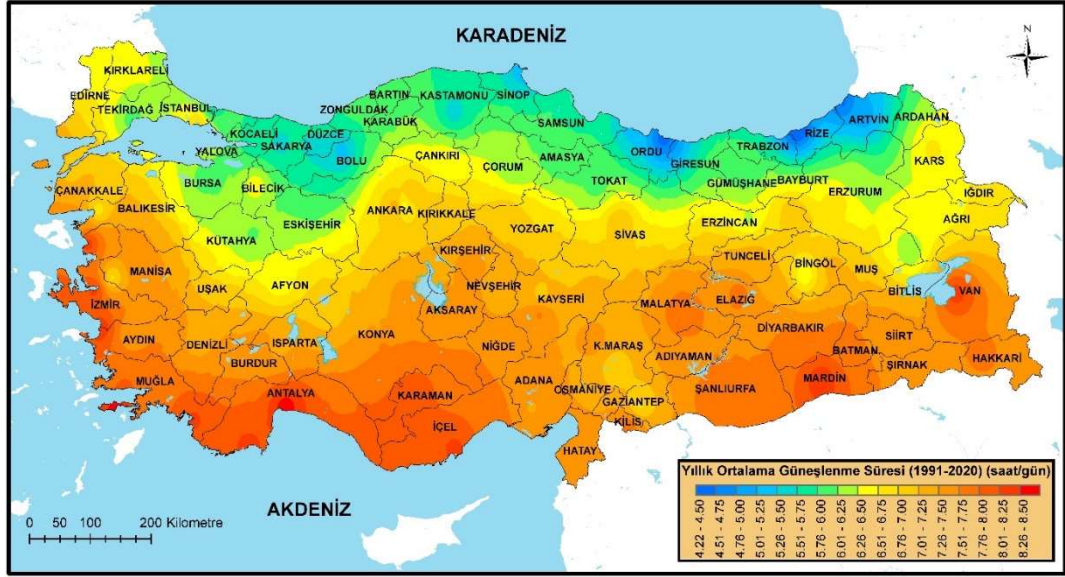 KARADENİZ
N
KIRKLARELİ
EDİRNE
TEKİRDAĞ
İSTANBUL
KOCAELİ
YALOVA
SAKARYA
DÜZCE
BOLU
ZONGULDAK
BARTIN
KARABÜK
KASTAMONU
SİNOP
SAMSUN
ÇANKIRI
ÇORUM
AMASYA
TOKAT
ORDU
GİRESUN
TRABZON
GÜMÜŞHANE
BAYBURT
RİZE
ARTVİN
ARDAHAN
KARS
ERZURUM
IĞDIR
AĞRI
ÇANAKKALE
BALIKESİR
BURSA
BİLECİK
ESKİŞEHİR
KÜTAHYA
ANKARA
KIRIKKALE
YOZGAT
SİVAS
ERZİNCAN
TUNCELİ
BİNGÖL
MUŞ
BİTLİS
VAN
MANİSA
UŞAK
AFYON
KIRŞEHİR
NEVŞEHİR
KAYSERİ
MALATYA
ELAZIĞ
İZMİR
AYDIN
DENİZLİ
ISPARTA
BURDUR
KONYA
AKSARAY
NİĞDE
K.MARAŞ
ADIYAMAN
DİYARBAKIR
BATMAN
SİİRT
ŞIRNAK
HAKKARİ
MUĞLA
ANTALYA
KARAMAN
İÇEL
ADANA
OSMANİYE
GAZİANTEP
KİLİS
ŞANLIURFA
MARDİN
HATAY
AKDENİZ
0 50 100 200 Kilometre
Yıllık Ortalama Güneşlenme Süresi (1991-2020) (saat/gün)
4.22 - 4.50
4.51 - 4.75
4.76 - 5.00
5.01 - 5.25
5.26 - 5.50
5.51 - 5.75
5.76 - 6.00
6.01 - 6.25
6.26 - 6.50
6.51 - 6.75
6.76 - 7.00
7.01 - 7.25
7.26 - 7.50
7.51 - 7.75
7.76 - 8.00
8.01 - 8.25
8.26 - 8.50